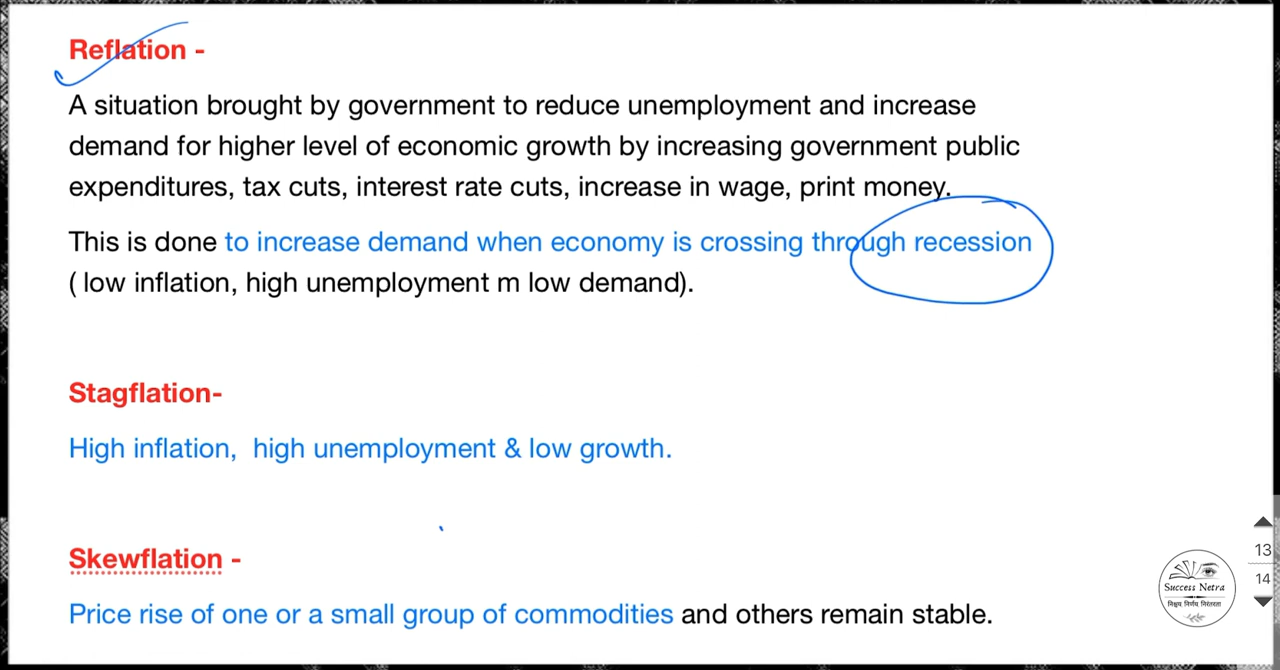 Reflation -
A situation brought by government to reduce unemployment and increase
demand for higher level of economic growth by increasing government public
expenditures, tax cuts, interest rate cuts, increase in wage, print money.
This is done to increase demand when economy is crossing through recession
( low inflation, high unemployment m low demand).
Stagflation-
High inflation,  high unemployment & low growth.
Skewflation -
Price rise of one or a small group of commodities and others remain stable.
13
14
Success Netra
निश्चय निर्णय निरंतरता